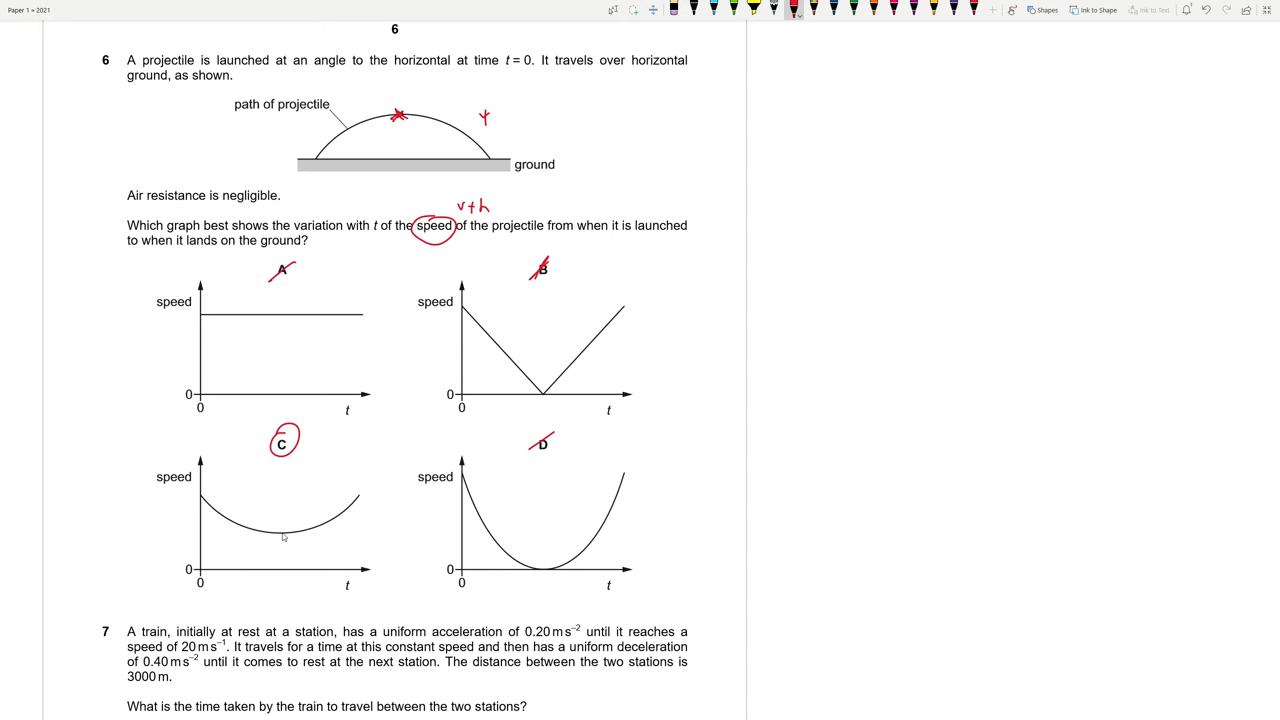 Paper 1 » 2021
Shapes
Ink to Shape
Ink to Text
6
6 A projectile is launched at an angle to the horizontal at time t = 0. It travels over horizontal
ground, as shown.
path of projectile
ground
Air resistance is negligible.
v + h
Which graph best shows the variation with t of the speed of the projectile from when it is launched
to when it lands on the ground?
A
B
speed
speed
0
0
0
t
0
t
C
D
speed
speed
0
0
0
t
0
t
7 A train, initially at rest at a station, has a uniform acceleration of 0.20 m s⁻² until it reaches a
speed of 20 m s⁻¹. It travels for a time at this constant speed and then has a uniform deceleration
of 0.40 m s⁻² until it comes to rest at the next station. The distance between the two stations is
3000 m.
What is the time taken by the train to travel between the two stations?